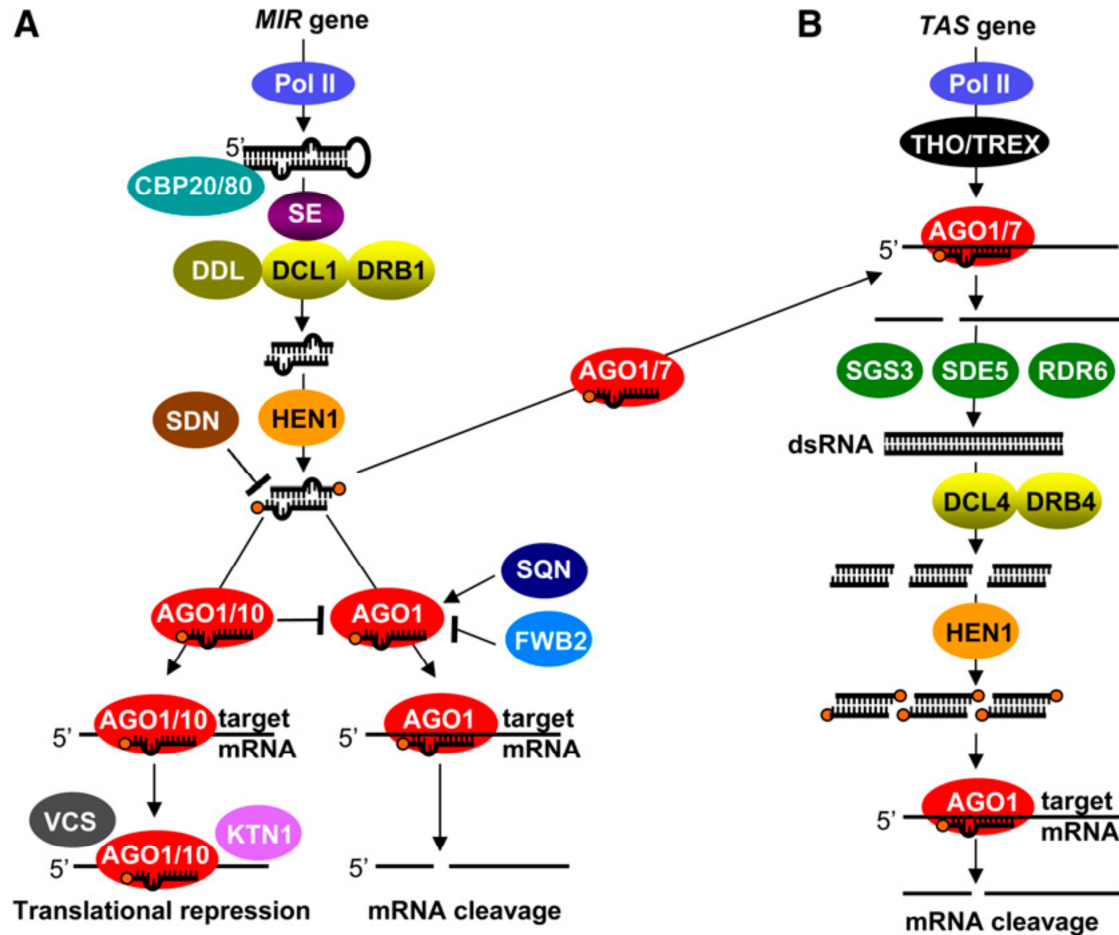 A
MIR gene
Pol II
5’
CBP20/80
SE
DDL
DCL1
DRB1
SDN
HEN1
AGO1/7
SQN
AGO1/10
AGO1
FWB2
AGO1/10
target
mRNA
5’
AGO1
target
mRNA
5’
VCS
KTN1
AGO1/10
5’
5’
Translational repression
mRNA cleavage
B
TAS gene
Pol II
THO/TREX
AGO1/7
5’
SGS3
SDE5
RDR6
dsRNA
DCL4
DRB4
HEN1
AGO1
target
mRNA
5’
mRNA cleavage